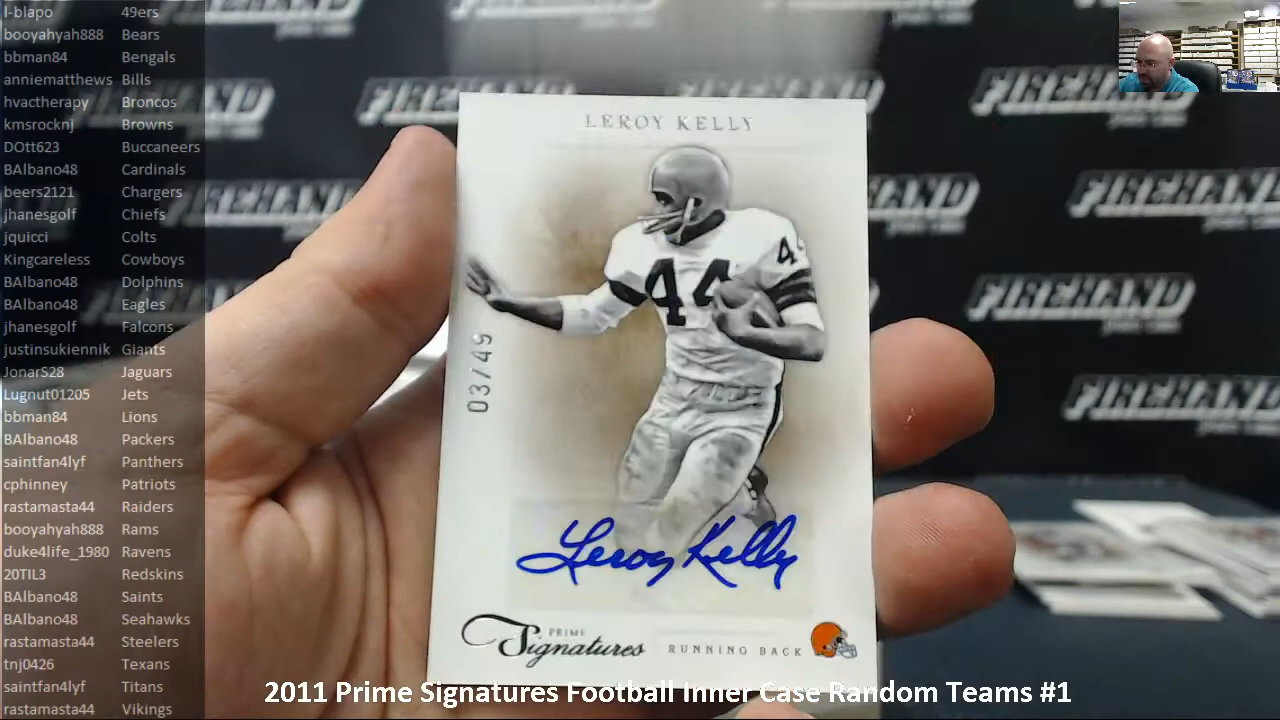 l-blapo 49ers
booyahyah888 Bears
bbman84 Bengals
anniematthews Bills
hvactherapy Broncos
kmsrocknj Browns
DOtt623 Buccaneers
BAlbano48 Cardinals
beers2121 Chargers
jhanesgolf Chiefs
jquicci Colts
Kingcareless Cowboys
BAlbano48 Dolphins
BAlbano48 Eagles
jhanesgolf Falcons
justinsukiennik Giants
JonarS28 Jaguars
Lugnut01205 Jets
bbman84 Lions
BAlbano48 Packers
saintfan4lyf Panthers
cphinney Patriots
rastamasta44 Raiders
booyahyah888 Rams
duke4life_1980 Ravens
20TIL3 Redskins
BAlbano48 Saints
BAlbano48 Seahawks
rastamasta44 Steelers
tnj0426 Texans
saintfan4lyf Titans
rastamasta44 Vikings
LEROY KELLY
44
03/49
Leroy Kelly
PRIME
Signatures
RUNNING BACK
FIREHAND
FIREHAND
FIREHAND
FIREHAND
FIREHAND
2011 Prime Signatures Football Inner Case Random Teams #1